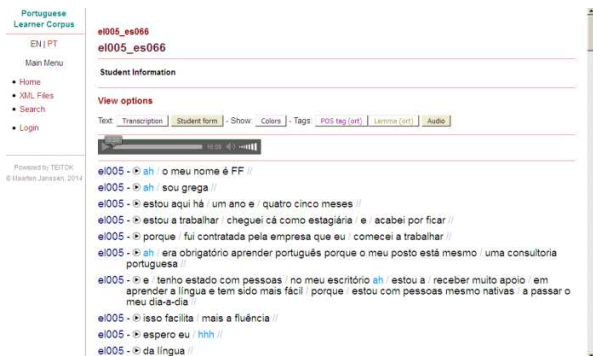 Portuguese
Learner Corpus
EN | PT
Main Menu
Home
XML Files
Search
Login
Powered by TEITOK
© Maarten Janssen, 2014
el005_es066
el005_es066
Student Information
View options
Text: Transcription Student form - Show: Colors - Tags: POS tag (ort) Lemma (ort) Audio
el005 - ah / o meu nome é FF //
el005 - ah / sou grega //
el005 - estou aqui há / um ano e / quatro cinco meses //
el005 - estou a trabalhar / cheguei cá como estagiária / e / acabei por ficar //
el005 - porque / fui contratada pela empresa que eu / comecei a trabalhar //
el005 - ah / era obrigatório aprender português porque o meu posto está mesmo / uma consultoria
portuguesa //
el005 - e / tenho estado com pessoas / no meu escritório ah / estou a / receber muito apoio / em
aprender a língua e tem sido mais fácil / porque / estou com pessoas mesmo nativas / a passar o
meu dia-a-dia //
el005 - isso facilita / mais a fluência //
el005 - espero eu / hhh //
el005 - da língua //